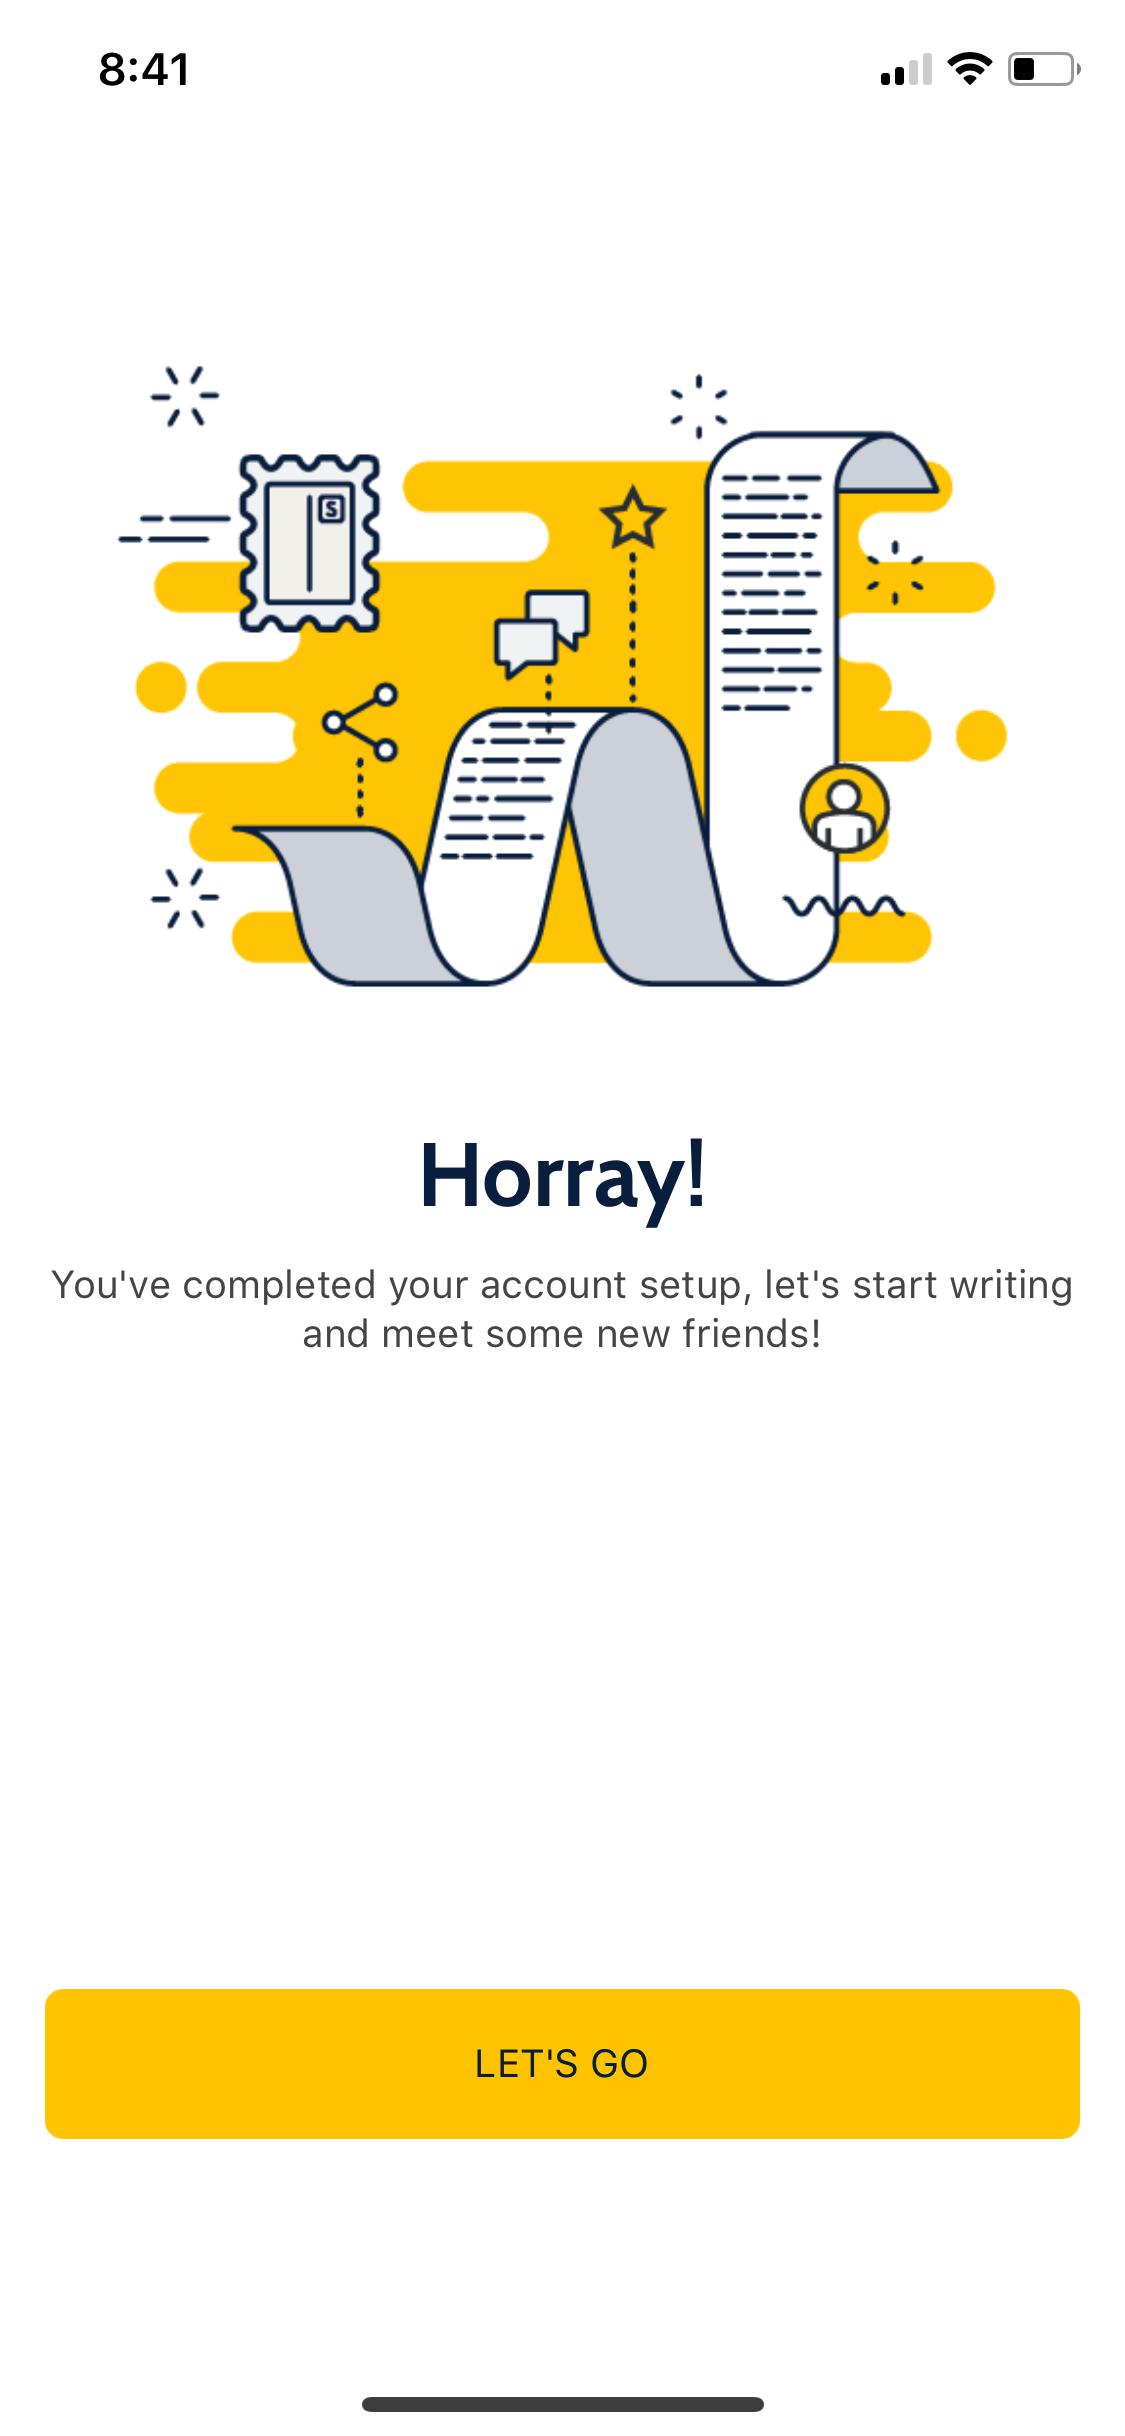 8:41
S
Horray!
You've completed your account setup, let's start writing
and meet some new friends!
LET'S GO